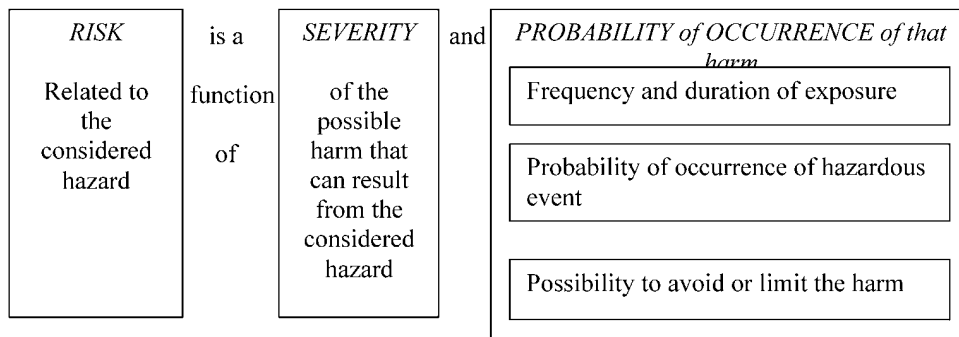 RISK
Related to
the
considered
hazard
is a
function
of
SEVERITY
of the
possible
harm that
can result
from the
considered
hazard
and
PROBABILITY of OCCURRENCE of that
harm
Frequency and duration of exposure
Probability of occurrence of hazardous
event
Possibility to avoid or limit the harm